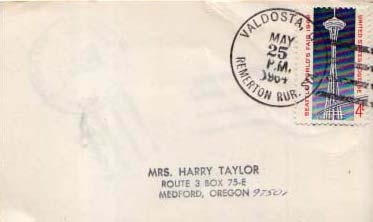 VALDOSTA,
MAY
25
P.M.
1964
REMERTON RUR. STA.
SEATTLE WORLD'S FAIR 1962
UNITED STATES POSTAGE
4¢
MRS. HARRY TAYLOR
ROUTE 3 BOX 75-E
MEDFORD, OREGON 97501